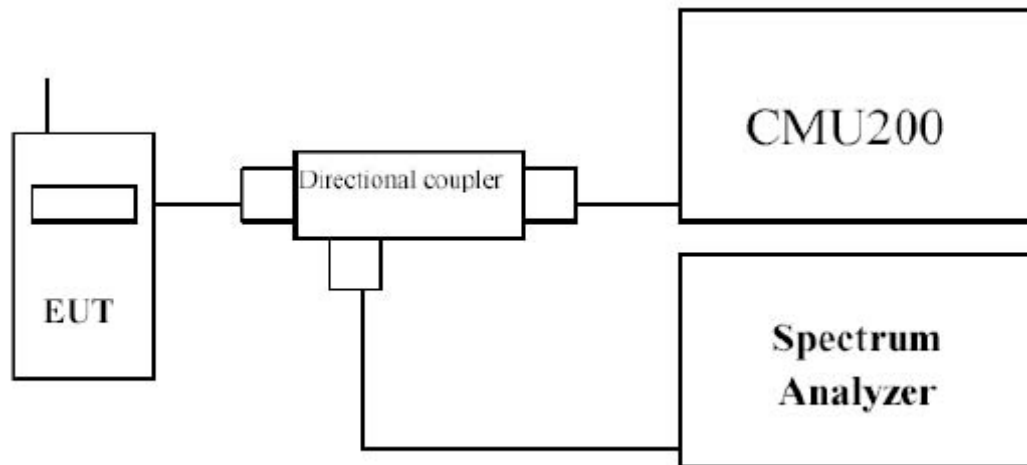 CMU200
Directional coupler
EUT
Spectrum
Analyzer